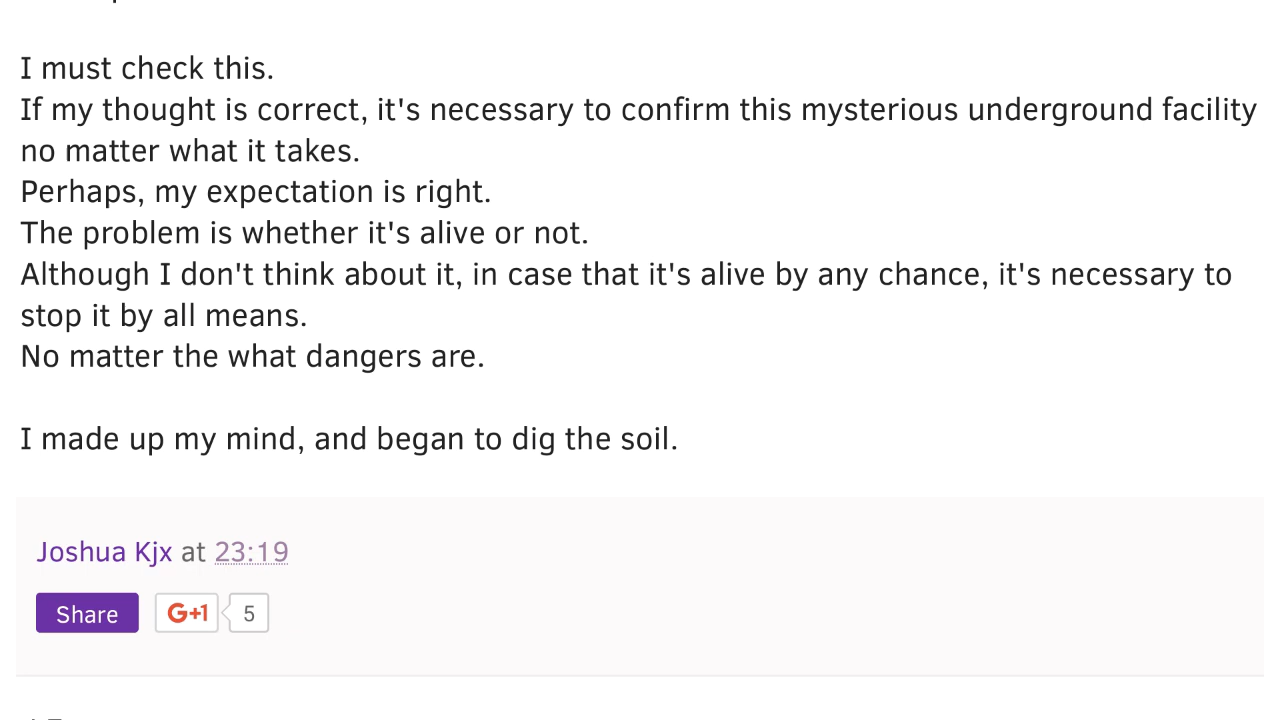 I must check this.
If my thought is correct, it's necessary to confirm this mysterious underground facility
no matter what it takes.
Perhaps, my expectation is right.
The problem is whether it's alive or not.
Although I don't think about it, in case that it's alive by any chance, it's necessary to
stop it by all means.
No matter the what dangers are.
I made up my mind, and began to dig the soil.
Joshua Kjx at 23:19
Share G+1 5